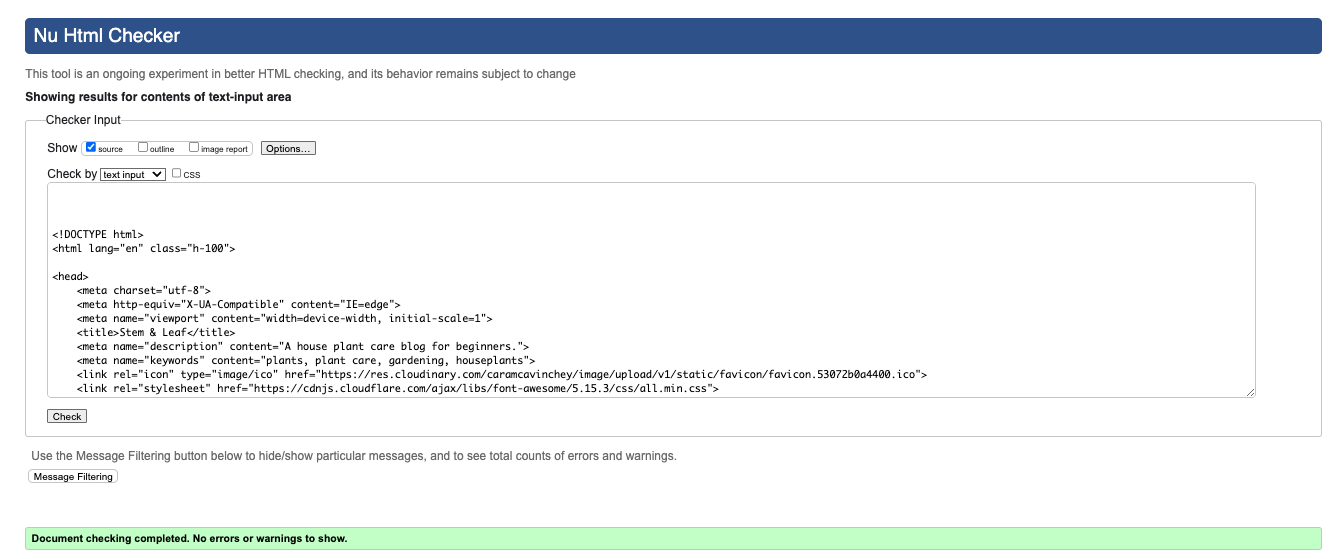 Nu Html Checker
This tool is an ongoing experiment in better HTML checking, and its behavior remains subject to change
Showing results for contents of text-input area
Checker Input
Show source outline image report Options...
Check by text input css
<!DOCTYPE html>
<html lang="en" class="h-100">
<head>
    <meta charset="utf-8">
    <meta http-equiv="X-UA-Compatible" content="IE=edge">
    <meta name="viewport" content="width=device-width, initial-scale=1">
    <title>Stem & Leaf</title>
    <meta name="description" content="A house plant care blog for beginners.">
    <meta name="keywords" content="plants, plant care, gardening, houseplants">
    <link rel="icon" type="image/ico" href="https://res.cloudinary.com/caramcavinchey/image/upload/v1/static/favicon/favicon.53072b0a4400.ico">
    <link rel="stylesheet" href="https://cdnjs.cloudflare.com/ajax/libs/font-awesome/5.15.3/css/all.min.css">
Check
Use the Message Filtering button below to hide/show particular messages, and to see total counts of errors and warnings.
Message Filtering
Document checking completed. No errors or warnings to show.